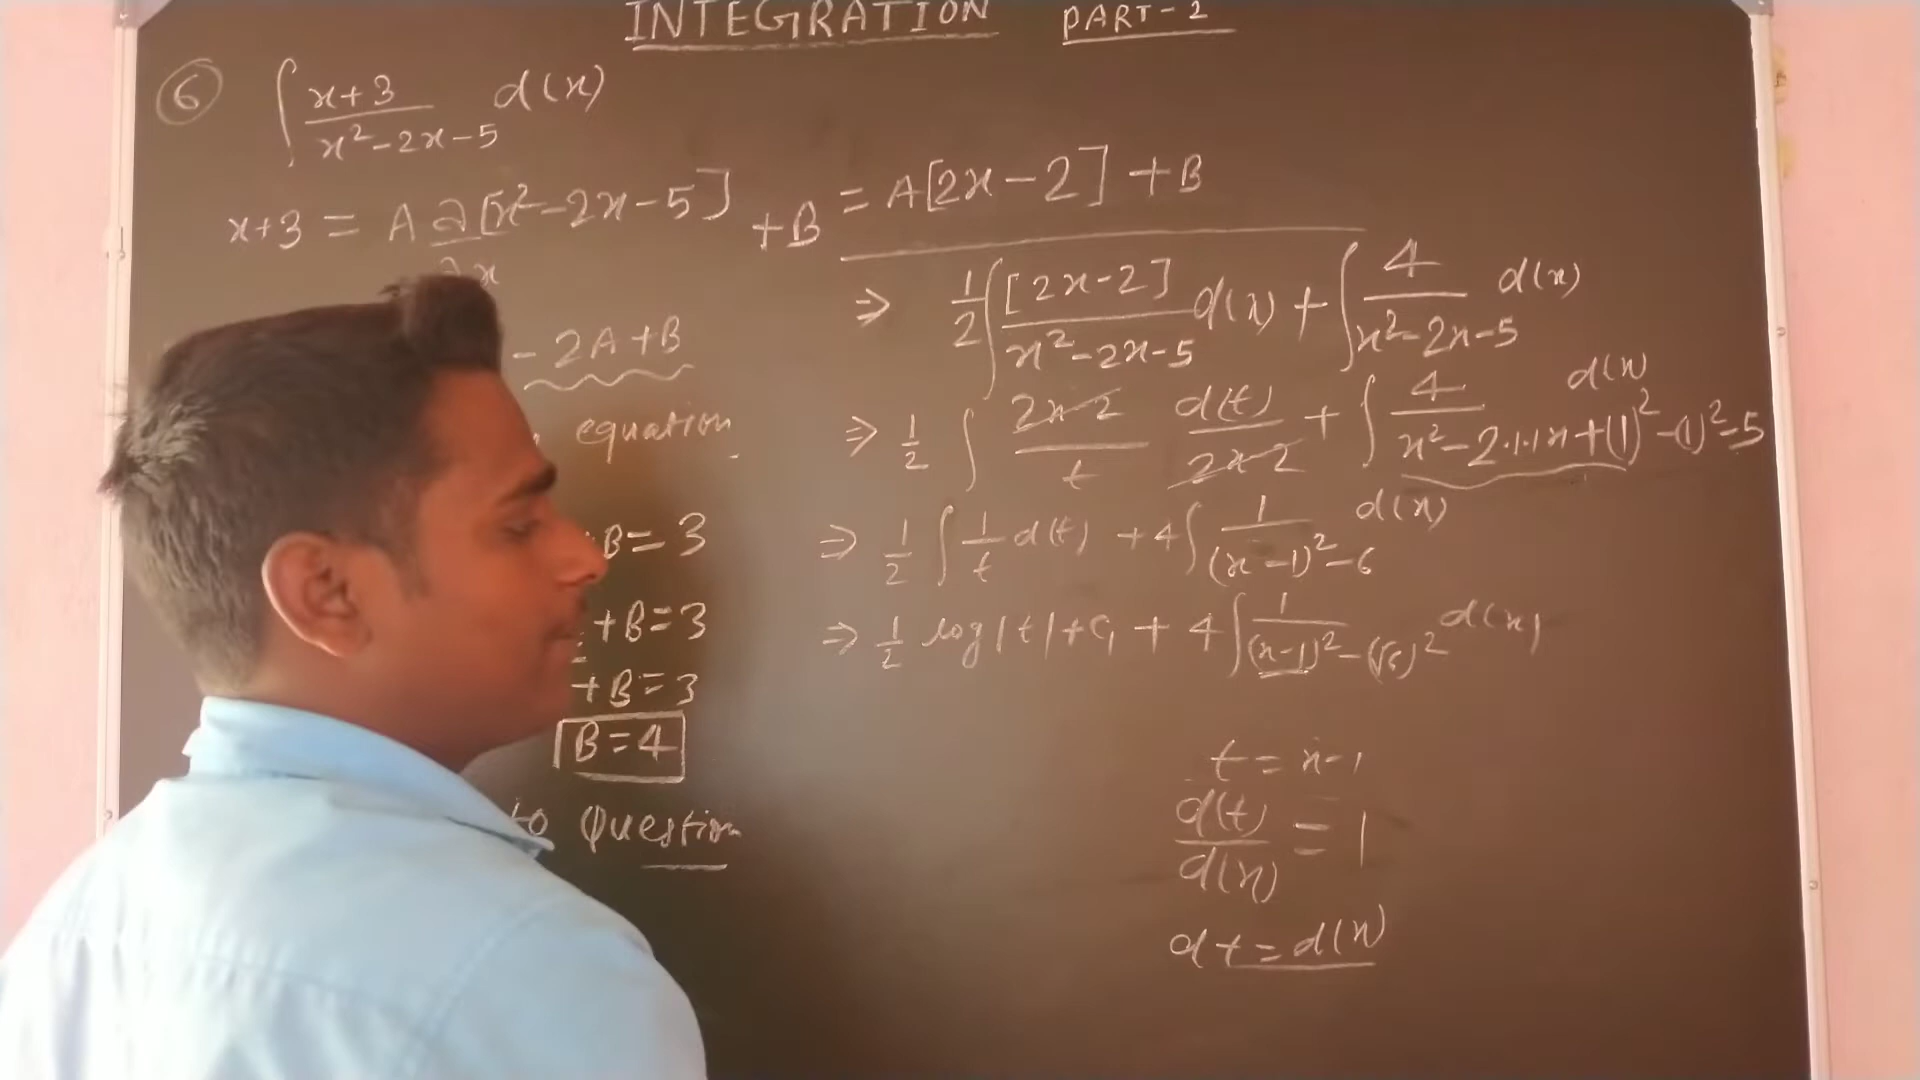 INTEGRATION PART-2
6 ∫ x+3 / x²-2x-5 d(x)
x+3 = A ∂[x²-2x-5] / ∂x +B = A[2x-2] +B
⇒ 1/2 ∫ [2x-2] / x²-2x-5 d(x) + ∫ 4 / x²-2x-5 d(x)
⇒ 1/2 ∫ 2x-2 / t d(t) / 2x-2 + ∫ 4 / x²-2.1.x+(1)²-(1)²-5 d(x)
⇒ 1/2 ∫ 1/t d(t) + 4∫ 1 / (x-1)²-6 d(x)
⇒ 1/2 log|t|+C₁ + 4∫ 1 / (x-1)²-(√6)² d(x)
t = x-1
d(t) / d(x) = 1
dt = d(x)
-2A+B
equation
B=3
+B=3
+B=3
B=4
to Question